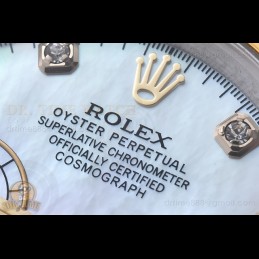 ROLEX
OYSTER PERPETUAL
SUPERLATIVE CHRONOMETER
OFFICIALLY CERTIFIED
COSMOGRAPH